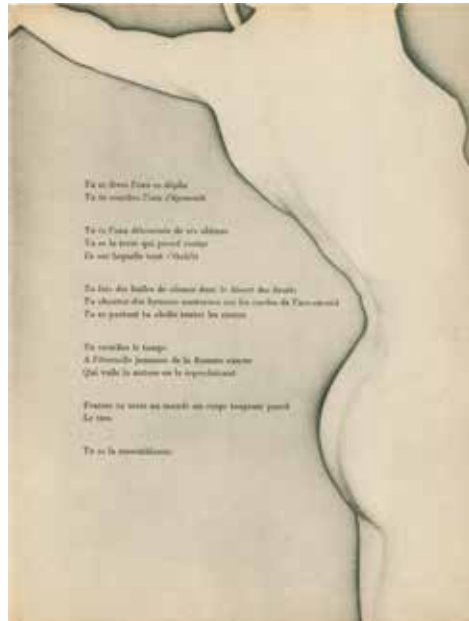 Tu te lèves l'eau se déplie
Tu te couches l'eau s'épanouit
Tu es l'eau détournée de ses abîmes
Tu es la terre qui prend racine
Et sur laquelle tout s'établit
Tu fais des bulles de silence dans le désert des bruits
Tu chantes des hymnes nocturnes sur les cordes de l'arc-en-ciel
Tu es partout tu abolis toutes les routes
Tu sacrifies le temps
A l'éternelle jeunesse de la flamme exacte
Qui voile la nature en la reproduisant
Femme tu mets au monde un corps toujours pareil
Le tien
Tu es la ressemblance